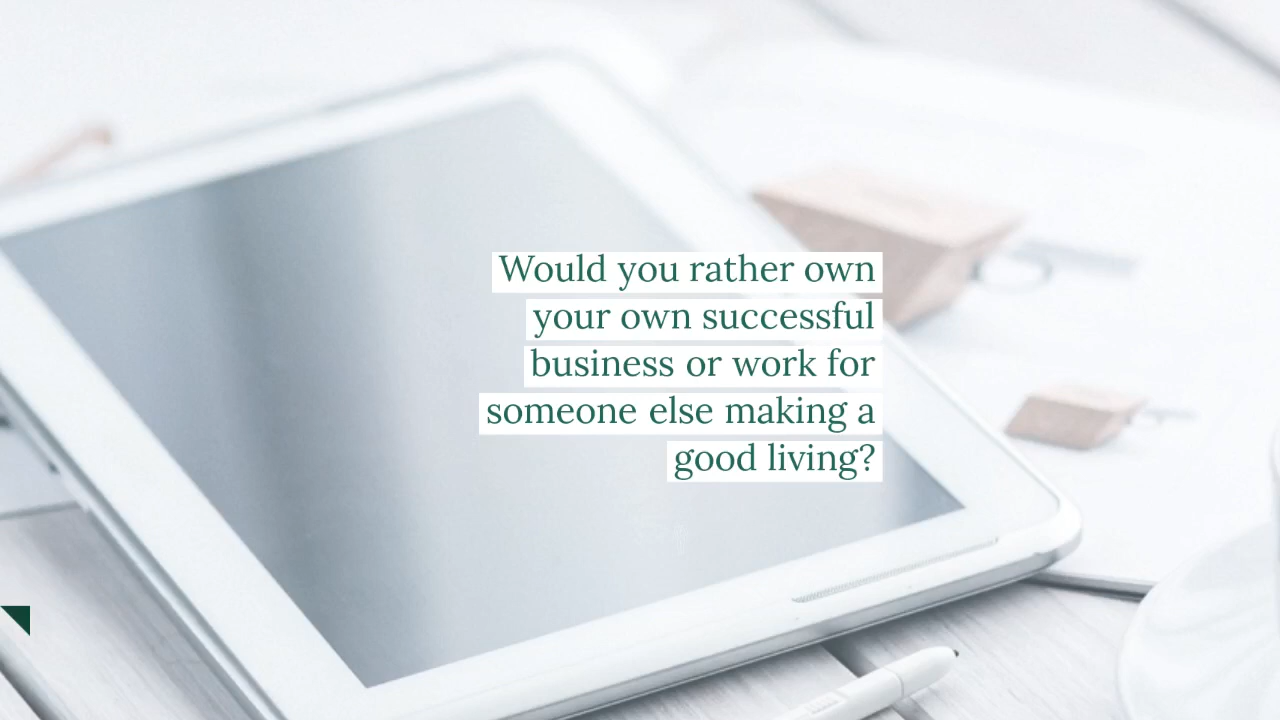 Would you rather own
your own successful
business or work for
someone else making a
good living?